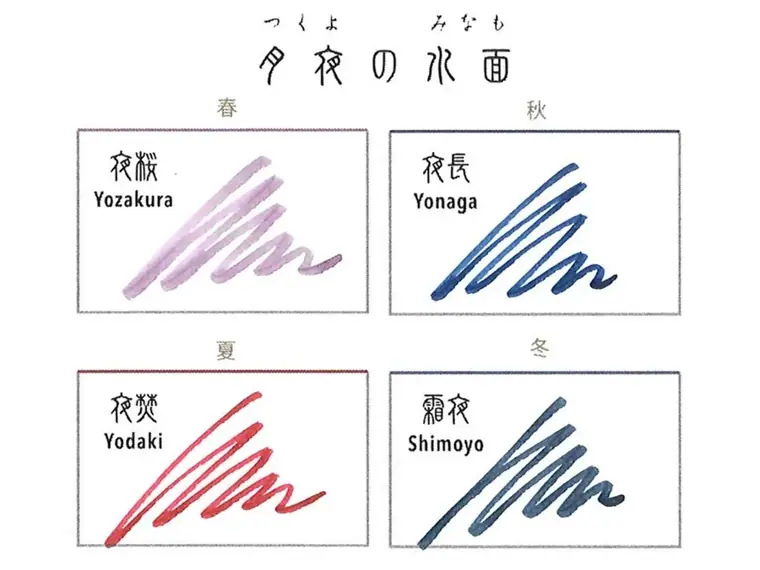 つくよ みなも
月夜の水面
春
夜桜
Yozakura
秋
夜長
Yonaga
夏
夜焚
Yodaki
冬
霜夜
Shimoyo